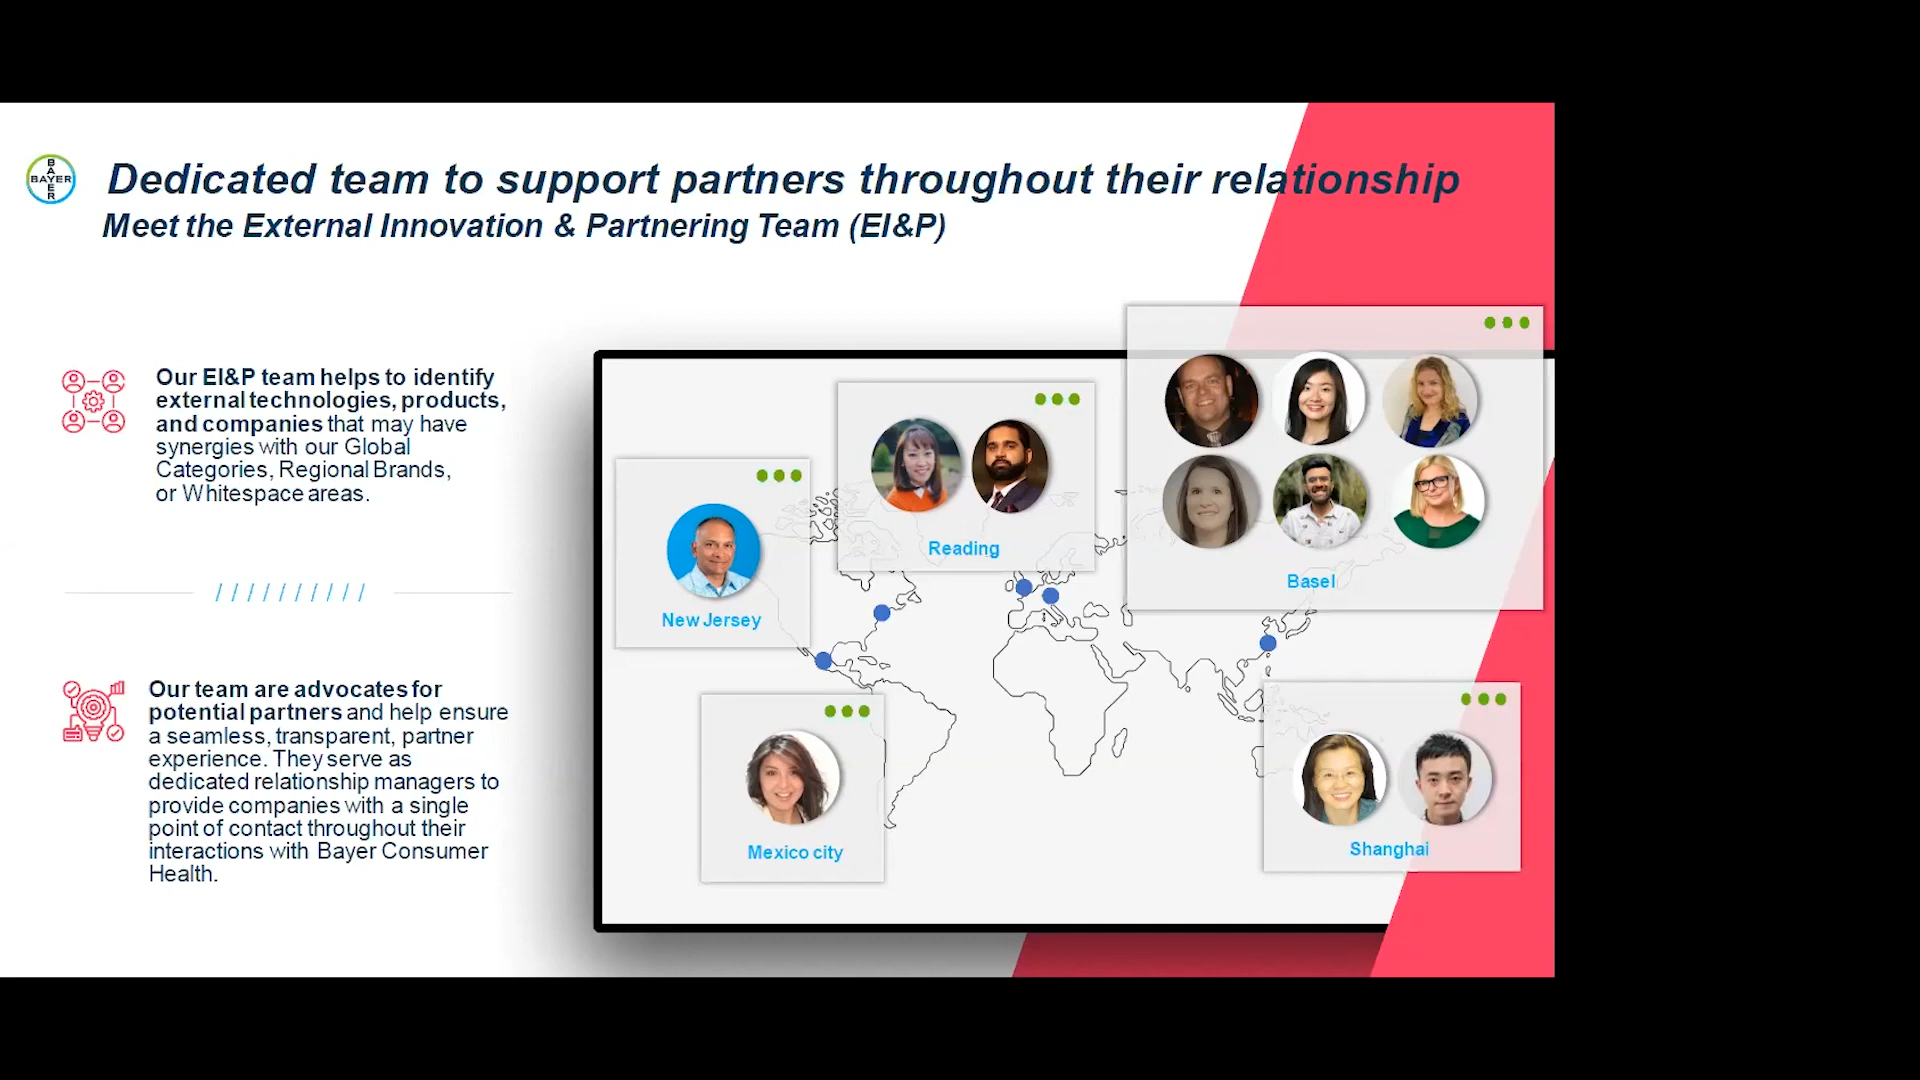 BAYER
BAYER
Dedicated team to support partners throughout their relationship
Meet the External Innovation & Partnering Team (EI&P)
Our EI&P team helps to identify
external technologies, products,
and companies that may have
synergies with our Global
Categories, Regional Brands,
or Whitespace areas.
Our team are advocates for
potential partners and help ensure
a seamless, transparent, partner
experience. They serve as
dedicated relationship managers to
provide companies with a single
point of contact throughout their
interactions with Bayer Consumer
Health.
New Jersey
Reading
Basel
Mexico city
Shanghai